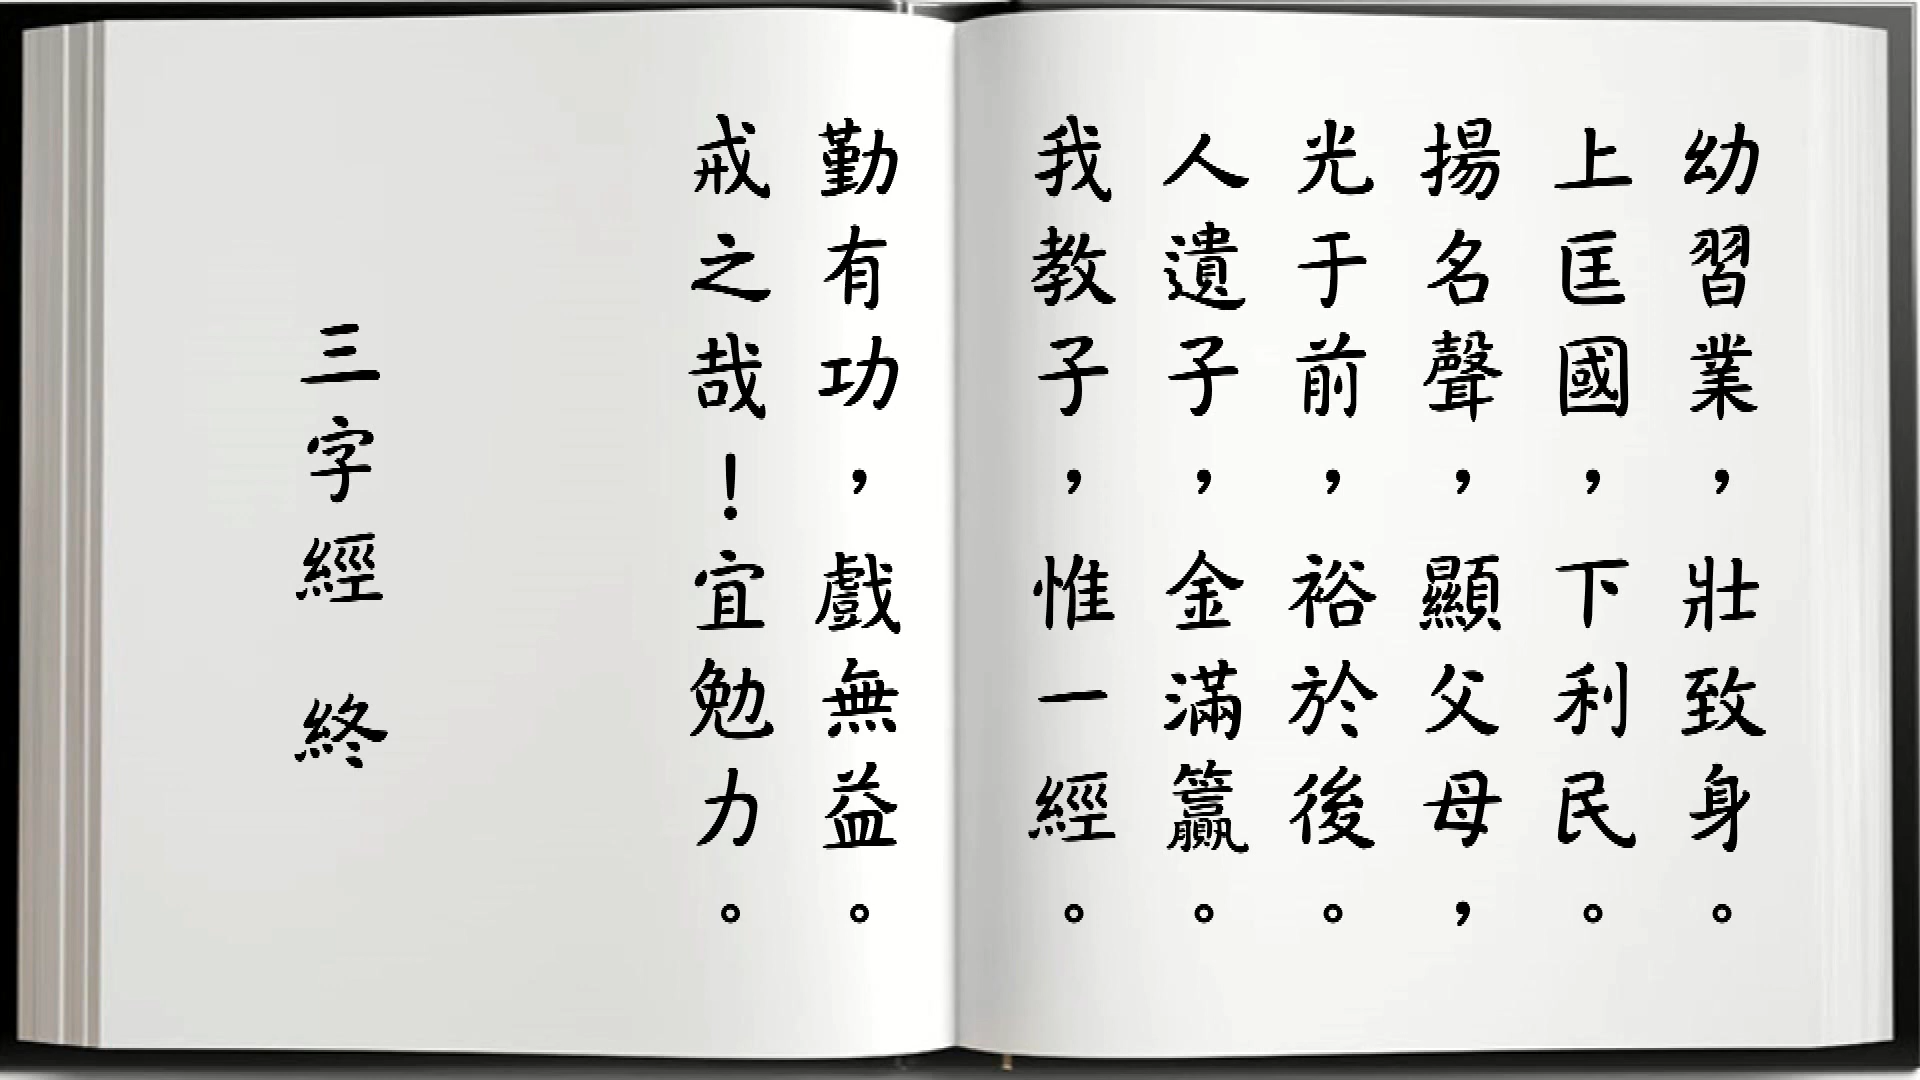 幼習業，壯致身。
上匡國，下利民。
揚名聲，顯父母，
光于前，裕於後。
人遺子，金滿籯。
我教子，惟一經。
勤有功，戲無益。
戒之哉！宜勉力。
三字經 終